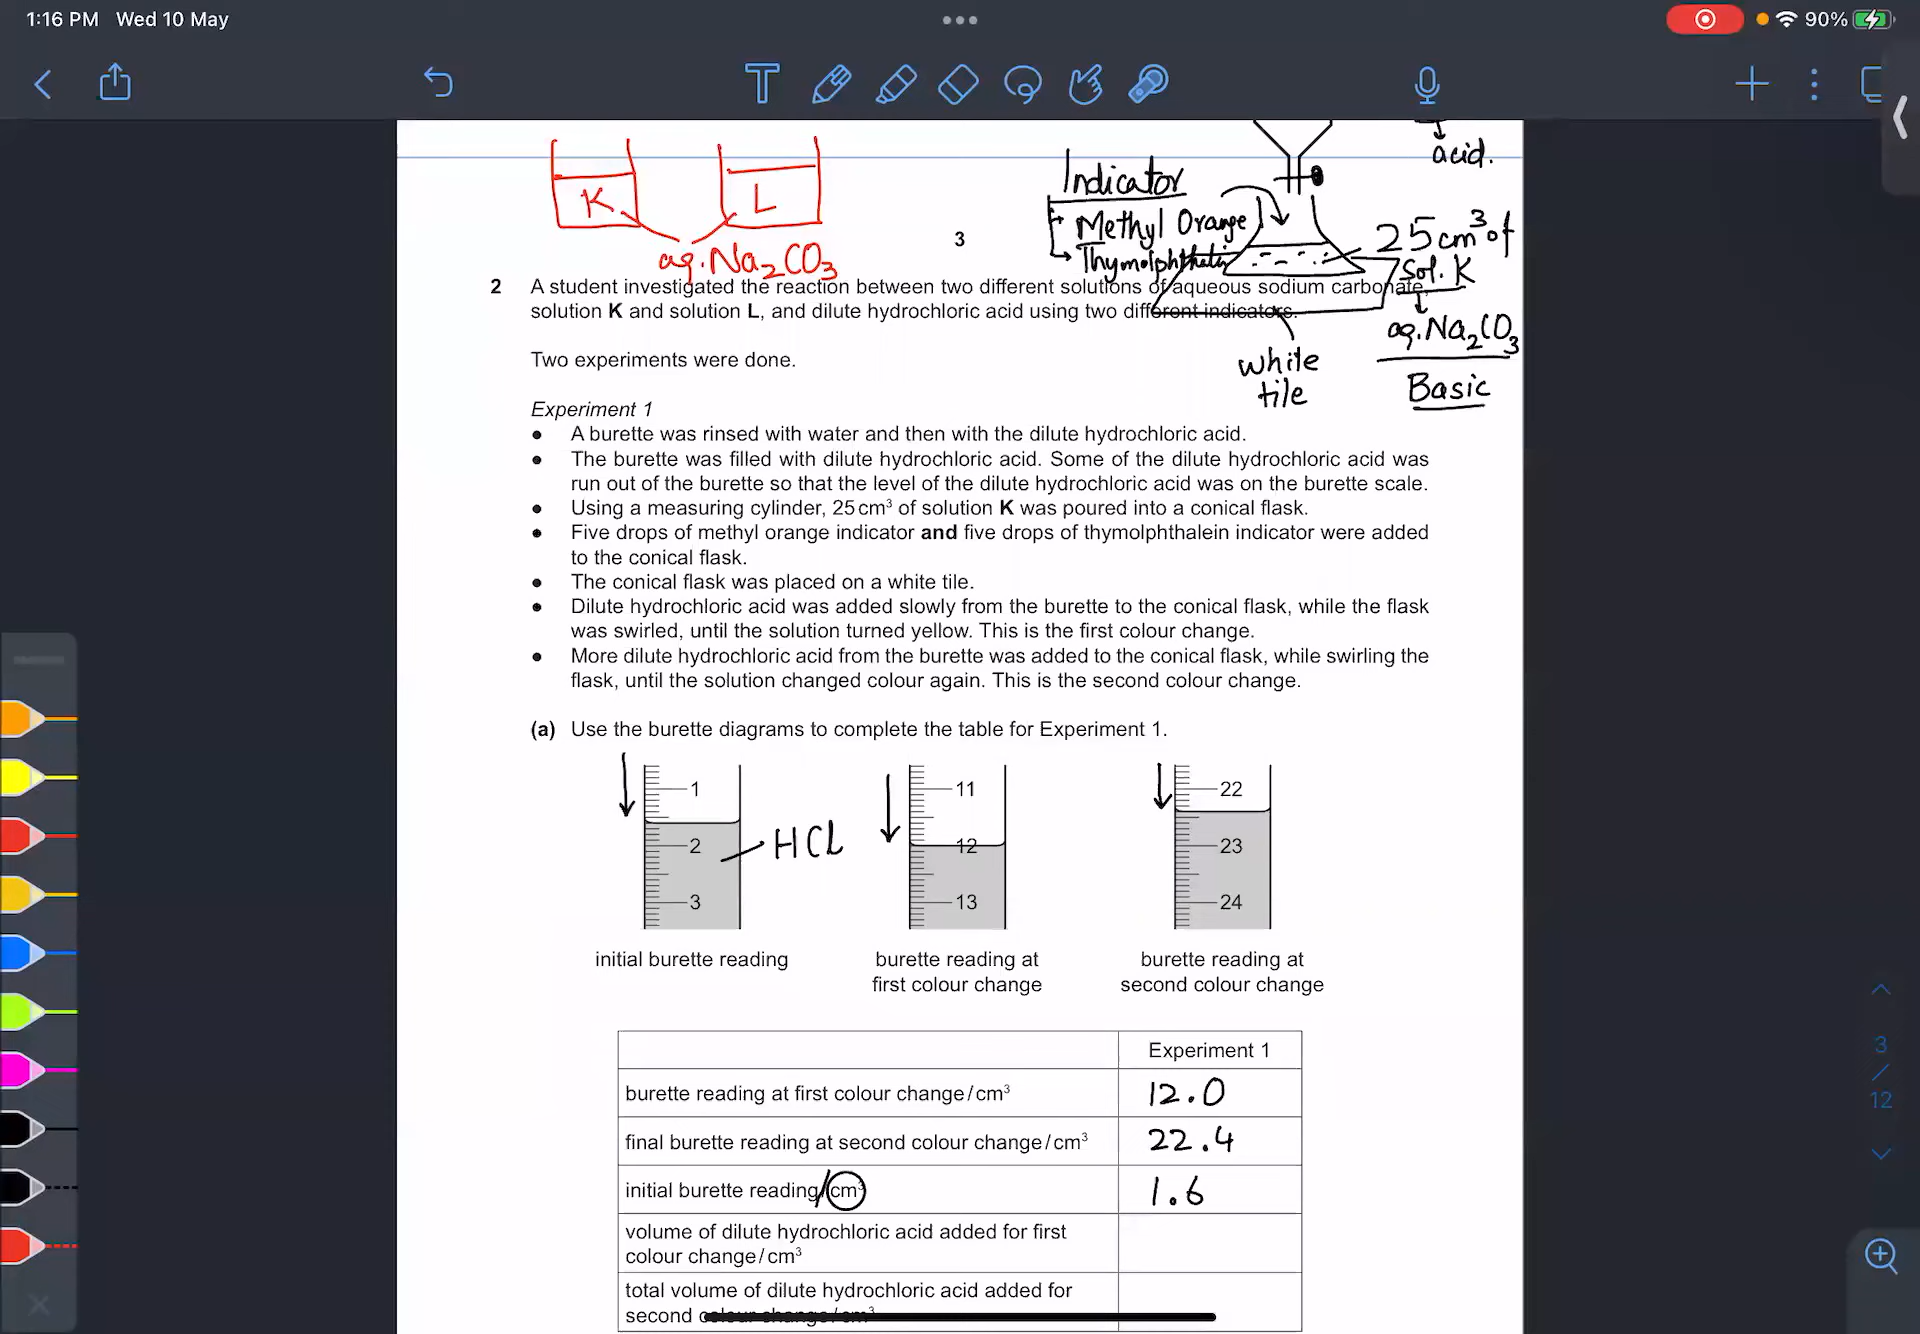 1:16 PM Wed 10 May
90%
acid.
K
L
aq.Na₂CO₃
Indicator
Methyl Orange
Thymolphthalein
25cm³ of
sol. K
aq.Na₂CO₃
Basic
white
tile
3
2 A student investigated the reaction between two different solutions of aqueous sodium carbonate,
solution K and solution L, and dilute hydrochloric acid using two different indicators.
Two experiments were done.
Experiment 1
• A burette was rinsed with water and then with the dilute hydrochloric acid.
• The burette was filled with dilute hydrochloric acid. Some of the dilute hydrochloric acid was
run out of the burette so that the level of the dilute hydrochloric acid was on the burette scale.
• Using a measuring cylinder, 25 cm³ of solution K was poured into a conical flask.
• Five drops of methyl orange indicator and five drops of thymolphthalein indicator were added
to the conical flask.
• The conical flask was placed on a white tile.
• Dilute hydrochloric acid was added slowly from the burette to the conical flask, while the flask
was swirled, until the solution turned yellow. This is the first colour change.
• More dilute hydrochloric acid from the burette was added to the conical flask, while swirling the
flask, until the solution changed colour again. This is the second colour change.
(a) Use the burette diagrams to complete the table for Experiment 1.
1
2
3
HCl
11
12
13
22
23
24
initial burette reading
burette reading at
first colour change
burette reading at
second colour change
Experiment 1
burette reading at first colour change/cm³ 12.0
final burette reading at second colour change/cm³ 22.4
initial burette reading/cm³ 1.6
volume of dilute hydrochloric acid added for first
colour change/cm³
total volume of dilute hydrochloric acid added for
second colour change/cm³
3
/
12